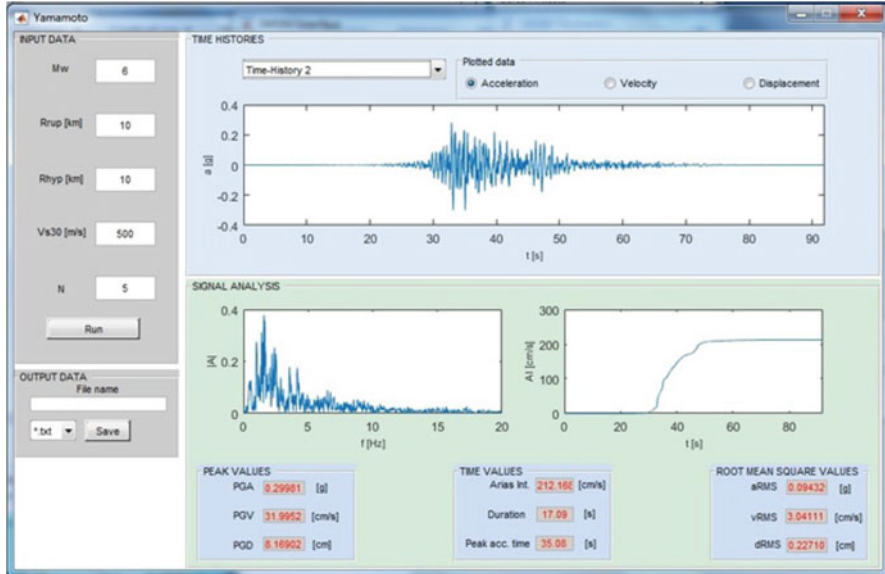 Yamamoto
INPUT DATA
Mw 6
Rrup [km] 10
Rhyp [km] 10
Vs30 [m/s] 500
N 5
Run
OUTPUT DATA
File name
*.txt Save
TIME HISTORIES
Time-History 2
Plotted data
Acceleration Velocity Displacement
0.4
0.2
0
-0.2
-0.4
a [g]
0 10 20 30 40 50 60 70 80 90
t [s]
SIGNAL ANALYSIS
0.4
0.2
0
|A|
0 5 10 15 20
f [Hz]
300
200
100
0
AI [cm/s]
0 20 40 60 80
t [s]
PEAK VALUES
PGA 0.29981 [g]
PGV 31.9952 [cm/s]
PGD 8.16902 [cm]
TIME VALUES
Arias Int. 212.168 [cm/s]
Duration 17.09 [s]
Peak acc. time 35.08 [s]
ROOT MEAN SQUARE VALUES
aRMS 0.09432 [g]
vRMS 3.04111 [cm/s]
dRMS 0.22710 [cm]